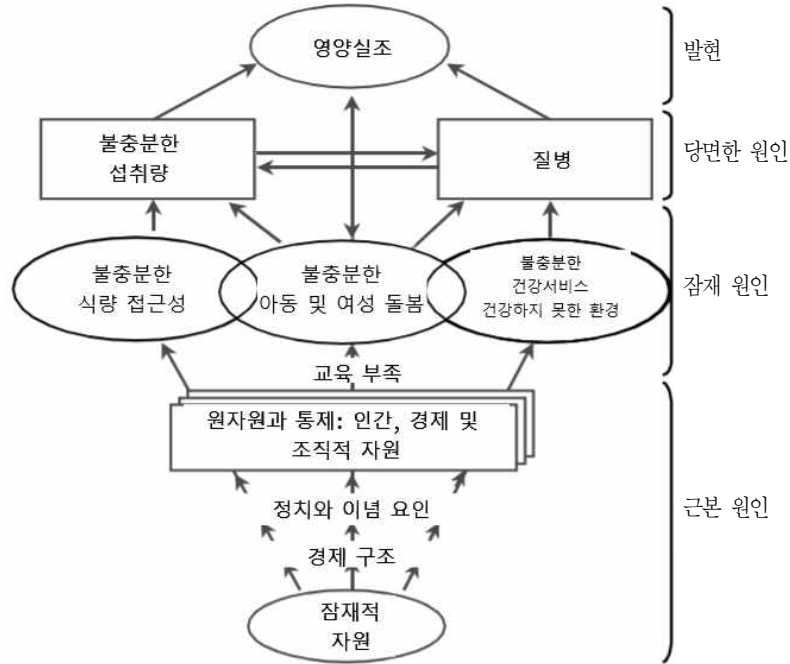 영양실조
발현
불충분한
섭취량
질병
당면한 원인
불충분한
식량 접근성
불충분한
아동 및 여성 돌봄
불충분한
건강서비스
건강하지 못한 환경
잠재 원인
교육 부족
원자원과 통제: 인간, 경제 및
조직적 자원
정치와 이념 요인
경제 구조
잠재적
자원
근본 원인